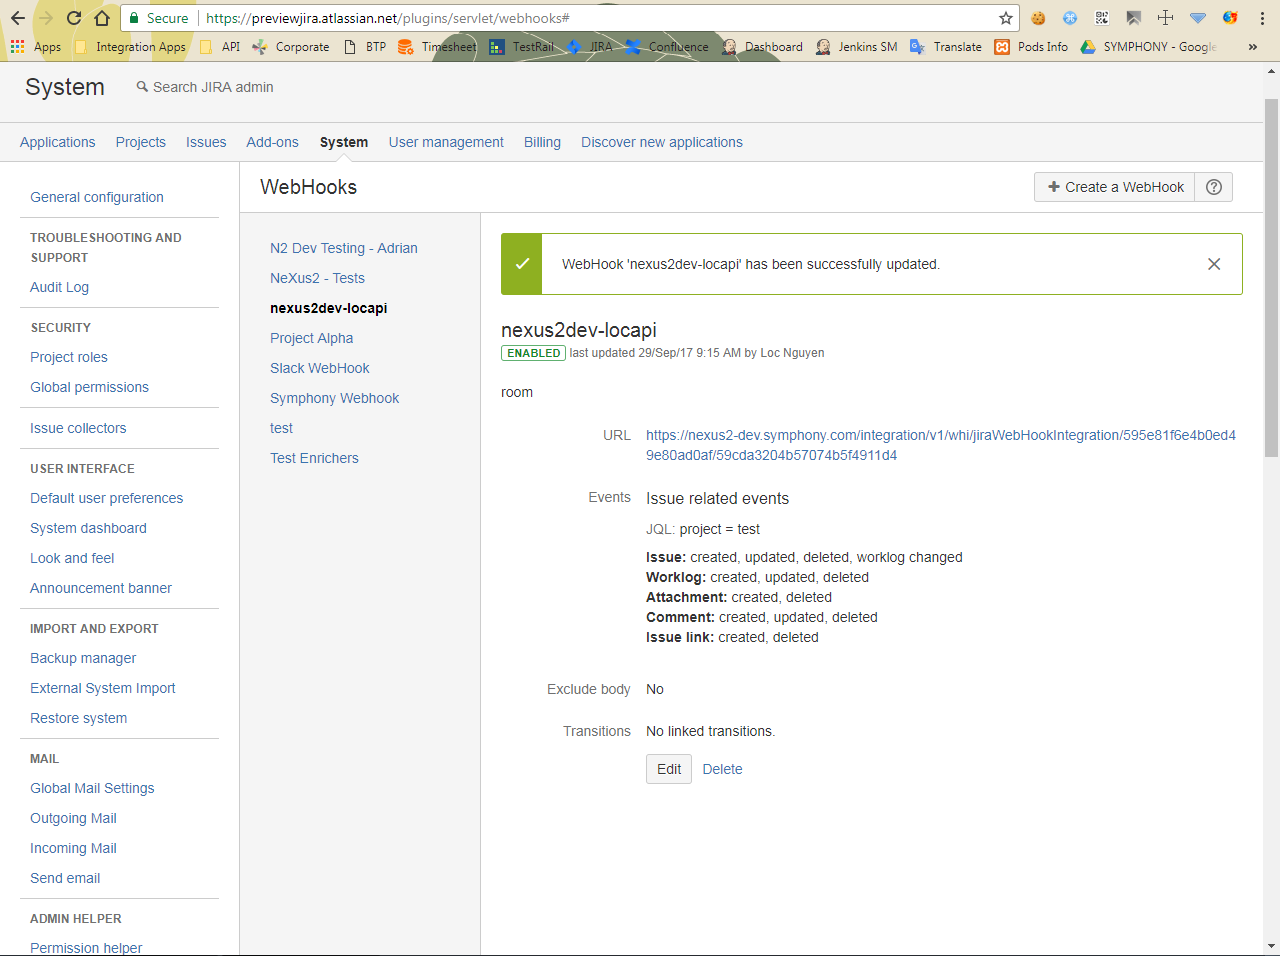 Secure https://previewjira.atlassian.net/plugins/servlet/webhooks#
Apps Integration Apps API Corporate BTP Timesheet TestRail JIRA Confluence Dashboard Jenkins SM Translate Pods Info SYMPHONY - Google »
System Search JIRA admin
Applications Projects Issues Add-ons System User management Billing Discover new applications
General configuration
TROUBLESHOOTING AND
SUPPORT
Audit Log
SECURITY
Project roles
Global permissions
Issue collectors
USER INTERFACE
Default user preferences
System dashboard
Look and feel
Announcement banner
IMPORT AND EXPORT
Backup manager
External System Import
Restore system
MAIL
Global Mail Settings
Outgoing Mail
Incoming Mail
Send email
ADMIN HELPER
Permission helper
WebHooks
+ Create a WebHook ?
N2 Dev Testing - Adrian
NeXus2 - Tests
nexus2dev-locapi
Project Alpha
Slack WebHook
Symphony Webhook
test
Test Enrichers
WebHook 'nexus2dev-locapi' has been successfully updated.
nexus2dev-locapi
ENABLED last updated 29/Sep/17 9:15 AM by Loc Nguyen
room
URL https://nexus2-dev.symphony.com/integration/v1/whi/jiraWebHookIntegration/595e81f6e4b0ed4
9e80ad0af/59cda3204b57074b5f4911d4
Events Issue related events
JQL: project = test
Issue: created, updated, deleted, worklog changed
Worklog: created, updated, deleted
Attachment: created, deleted
Comment: created, updated, deleted
Issue link: created, deleted
Exclude body No
Transitions No linked transitions.
Edit Delete